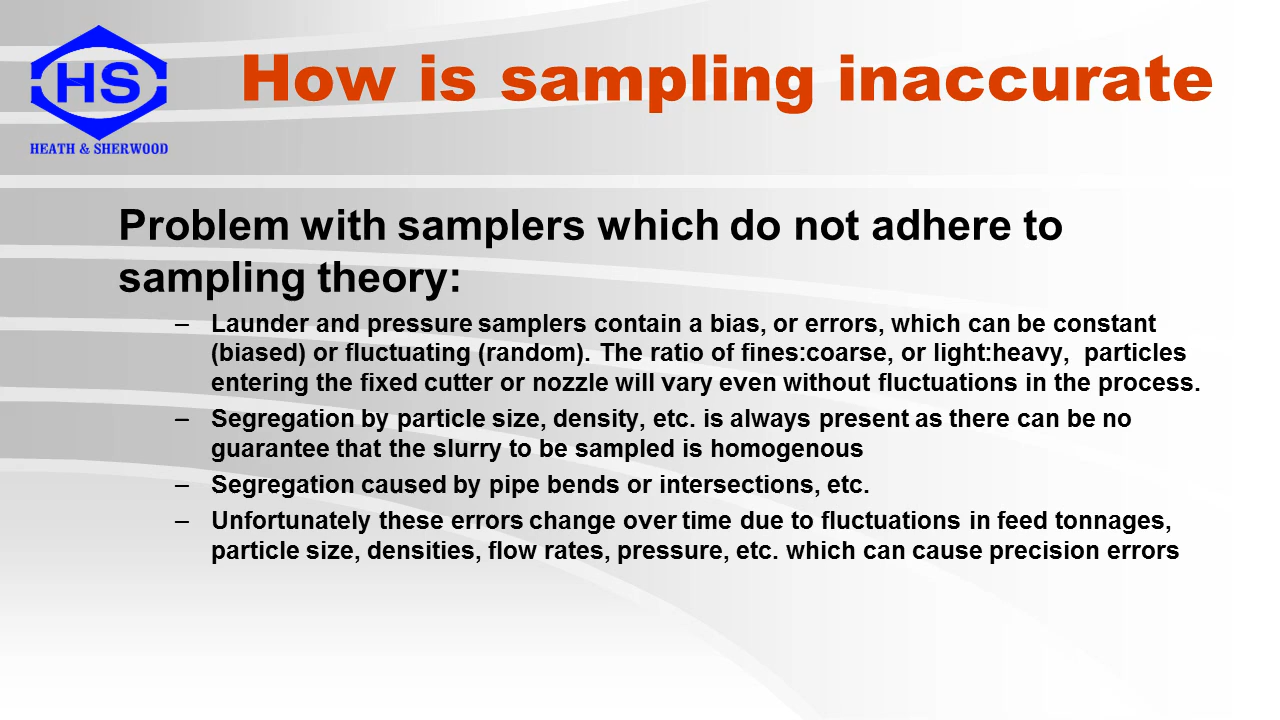 HS
HEATH & SHERWOOD
How is sampling inaccurate
Problem with samplers which do not adhere to
sampling theory:
– Launder and pressure samplers contain a bias, or errors, which can be constant
(biased) or fluctuating (random). The ratio of fines:coarse, or light:heavy, particles
entering the fixed cutter or nozzle will vary even without fluctuations in the process.
– Segregation by particle size, density, etc. is always present as there can be no
guarantee that the slurry to be sampled is homogenous
– Segregation caused by pipe bends or intersections, etc.
– Unfortunately these errors change over time due to fluctuations in feed tonnages,
particle size, densities, flow rates, pressure, etc. which can cause precision errors